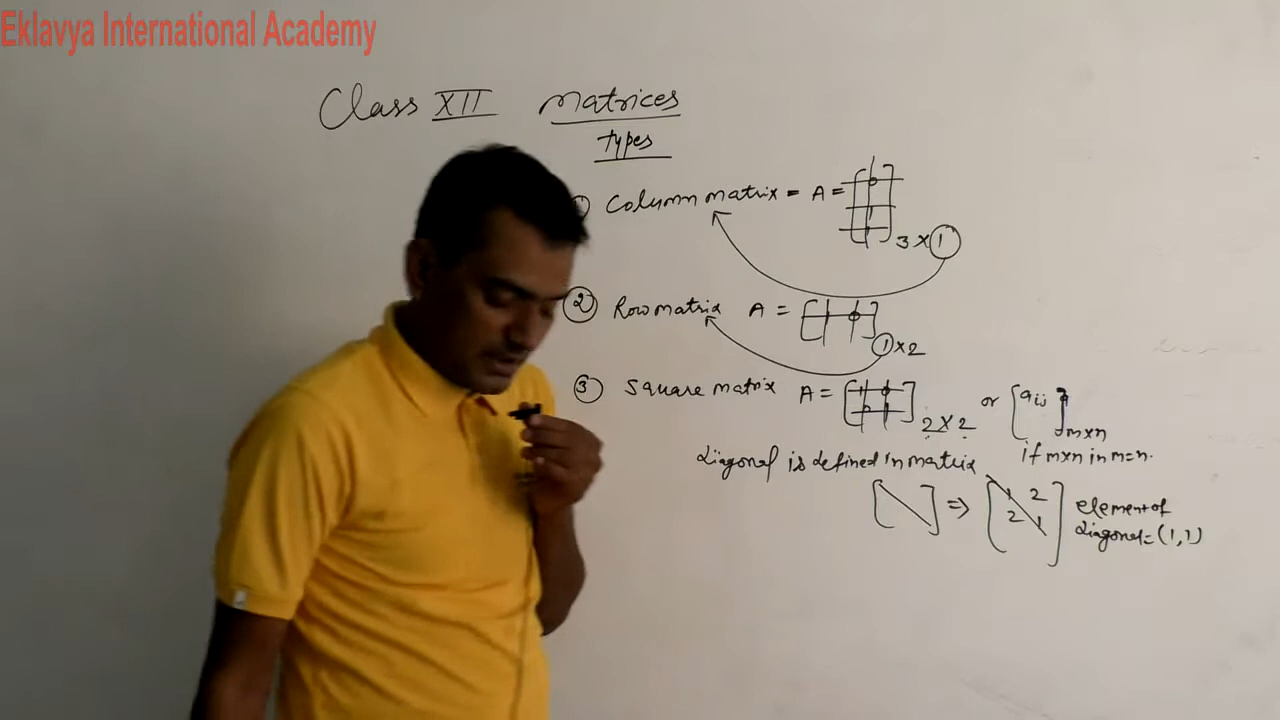 Eklavya International Academy
Class XII Matrices
types
Column matrix = A = [ ] 3 × 1
② Row matrix A = [ ] 1 × 2
③ Square matrix A = [ ] 2 × 2 or [aij] m×n
if m×n in m=n.
diagonal is defined in matrix
[ ] ⇒ [1 2
2 1]
element of
diagonal = (1,1)